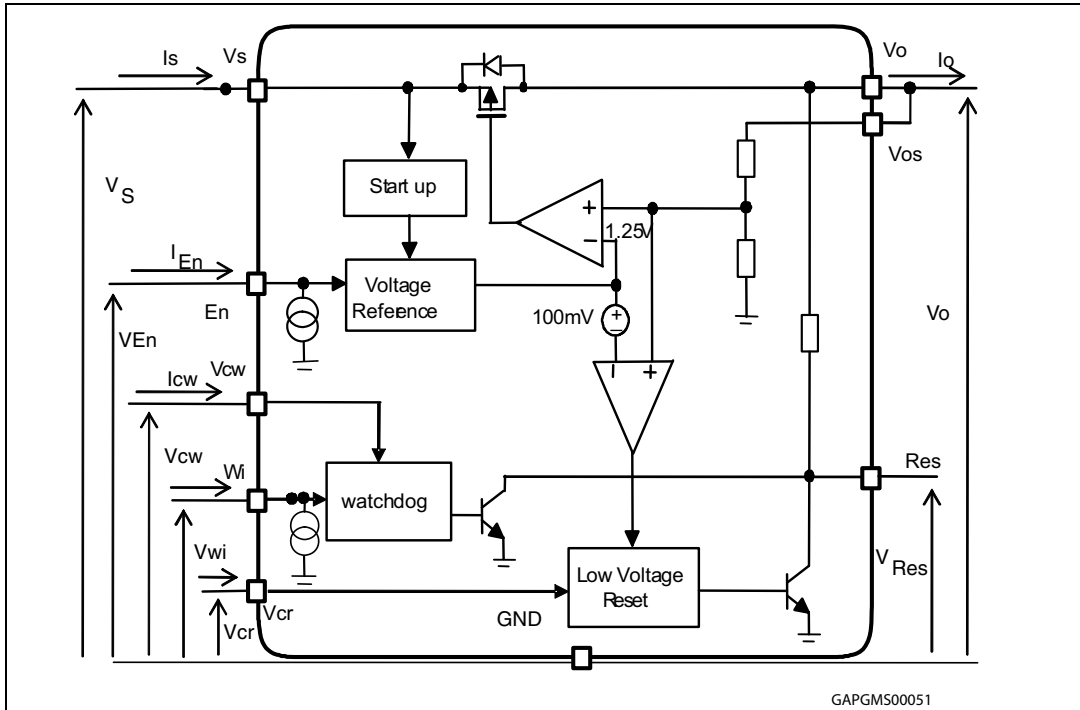 Is
Vs
Vo
Io
Vos
VS
Start up
+
1.25V
−
IEn
En
Voltage
Reference
100mV
+
−
Vo
VEn
Icw
Vcw
−
+
Vcw
Wi
watchdog
Res
Vwi
Low Voltage
Reset
VRes
Vcr
Vcr
GND
GAPGMS00051